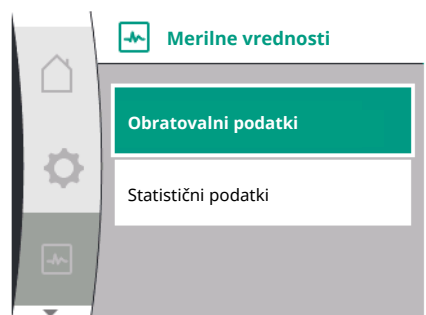 Merilne vrednosti
Obratovalni podatki
Statistični podatki